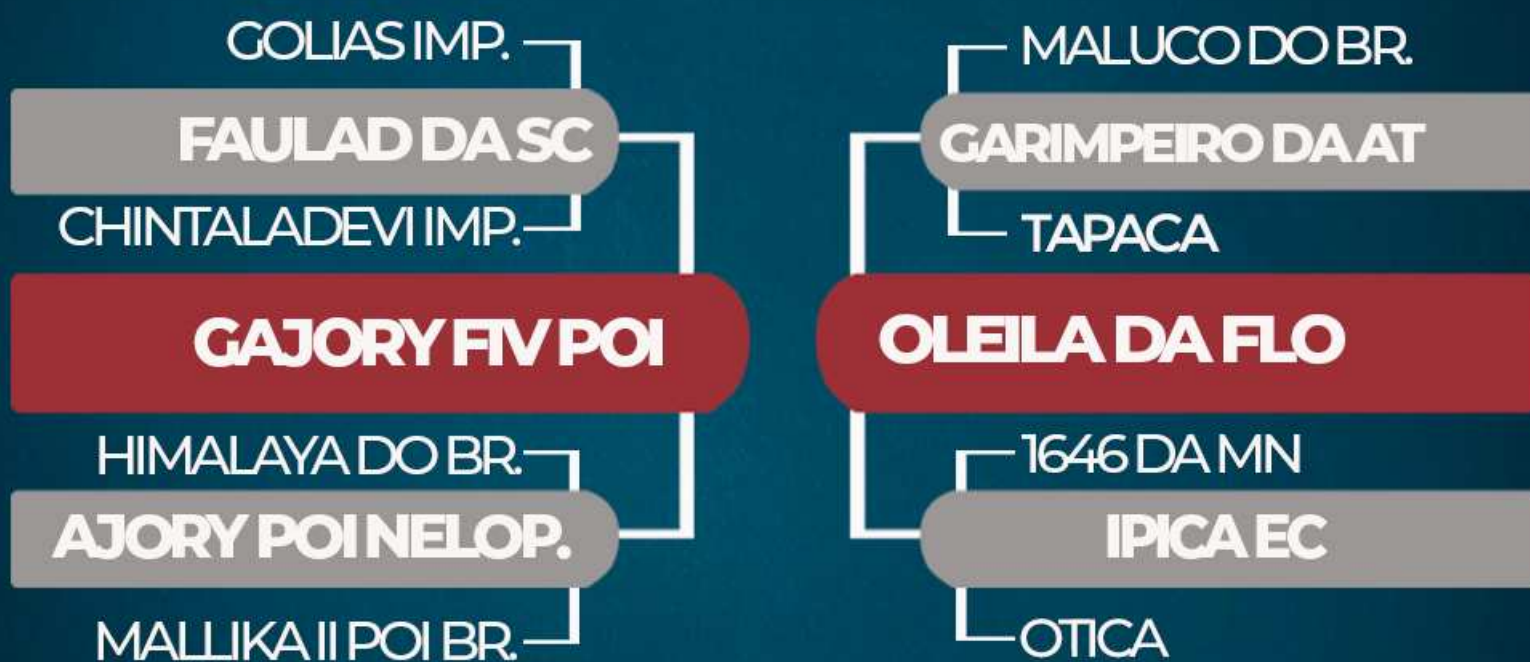 GOLIAS IMP.
FAULAD DA SC
CHINTALADEVI IMP.
GAJORY FIV POI
HIMALAYA DO BR.
AJORY POI NELOP.
MALLIKA II POI BR.
MALUCO DO BR.
GARIMPEIRO DA AT
TAPACA
OLEILA DA FLO
1646 DA MN
IPICA EC
OTICA